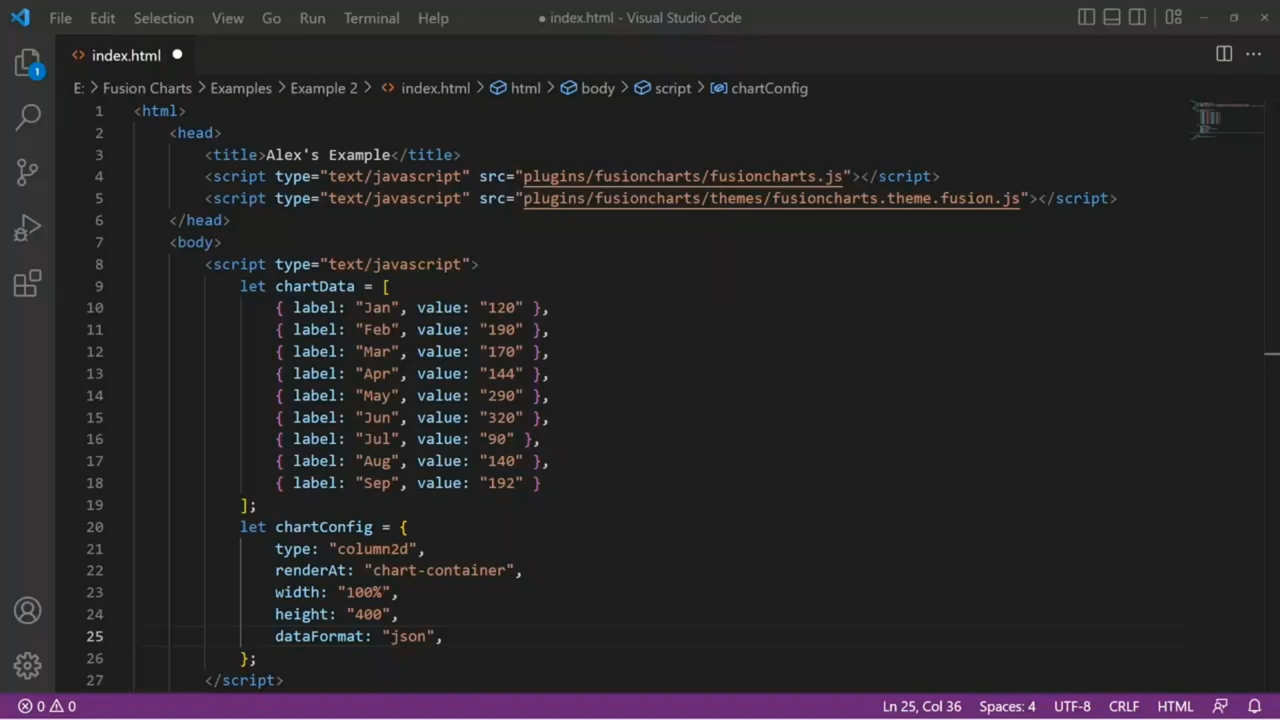 File Edit Selection View Go Run Terminal Help ● index.html - Visual Studio Code
index.html
E: > Fusion Charts > Examples > Example 2 > index.html > html > body > script > chartConfig
1 <html>
2 <head>
3 <title>Alex's Example</title>
4 <script type="text/javascript" src="plugins/fusioncharts/fusioncharts.js"></script>
5 <script type="text/javascript" src="plugins/fusioncharts/themes/fusioncharts.theme.fusion.js"></script>
6 </head>
7 <body>
8 <script type="text/javascript">
9 let chartData = [
10 { label: "Jan", value: "120" },
11 { label: "Feb", value: "190" },
12 { label: "Mar", value: "170" },
13 { label: "Apr", value: "144" },
14 { label: "May", value: "290" },
15 { label: "Jun", value: "320" },
16 { label: "Jul", value: "90" },
17 { label: "Aug", value: "140" },
18 { label: "Sep", value: "192" }
19 ];
20 let chartConfig = {
21 type: "column2d",
22 renderAt: "chart-container",
23 width: "100%",
24 height: "400",
25 dataFormat: "json",
26 };
27 </script>
1
0 0 Ln 25, Col 36 Spaces: 4 UTF-8 CRLF HTML